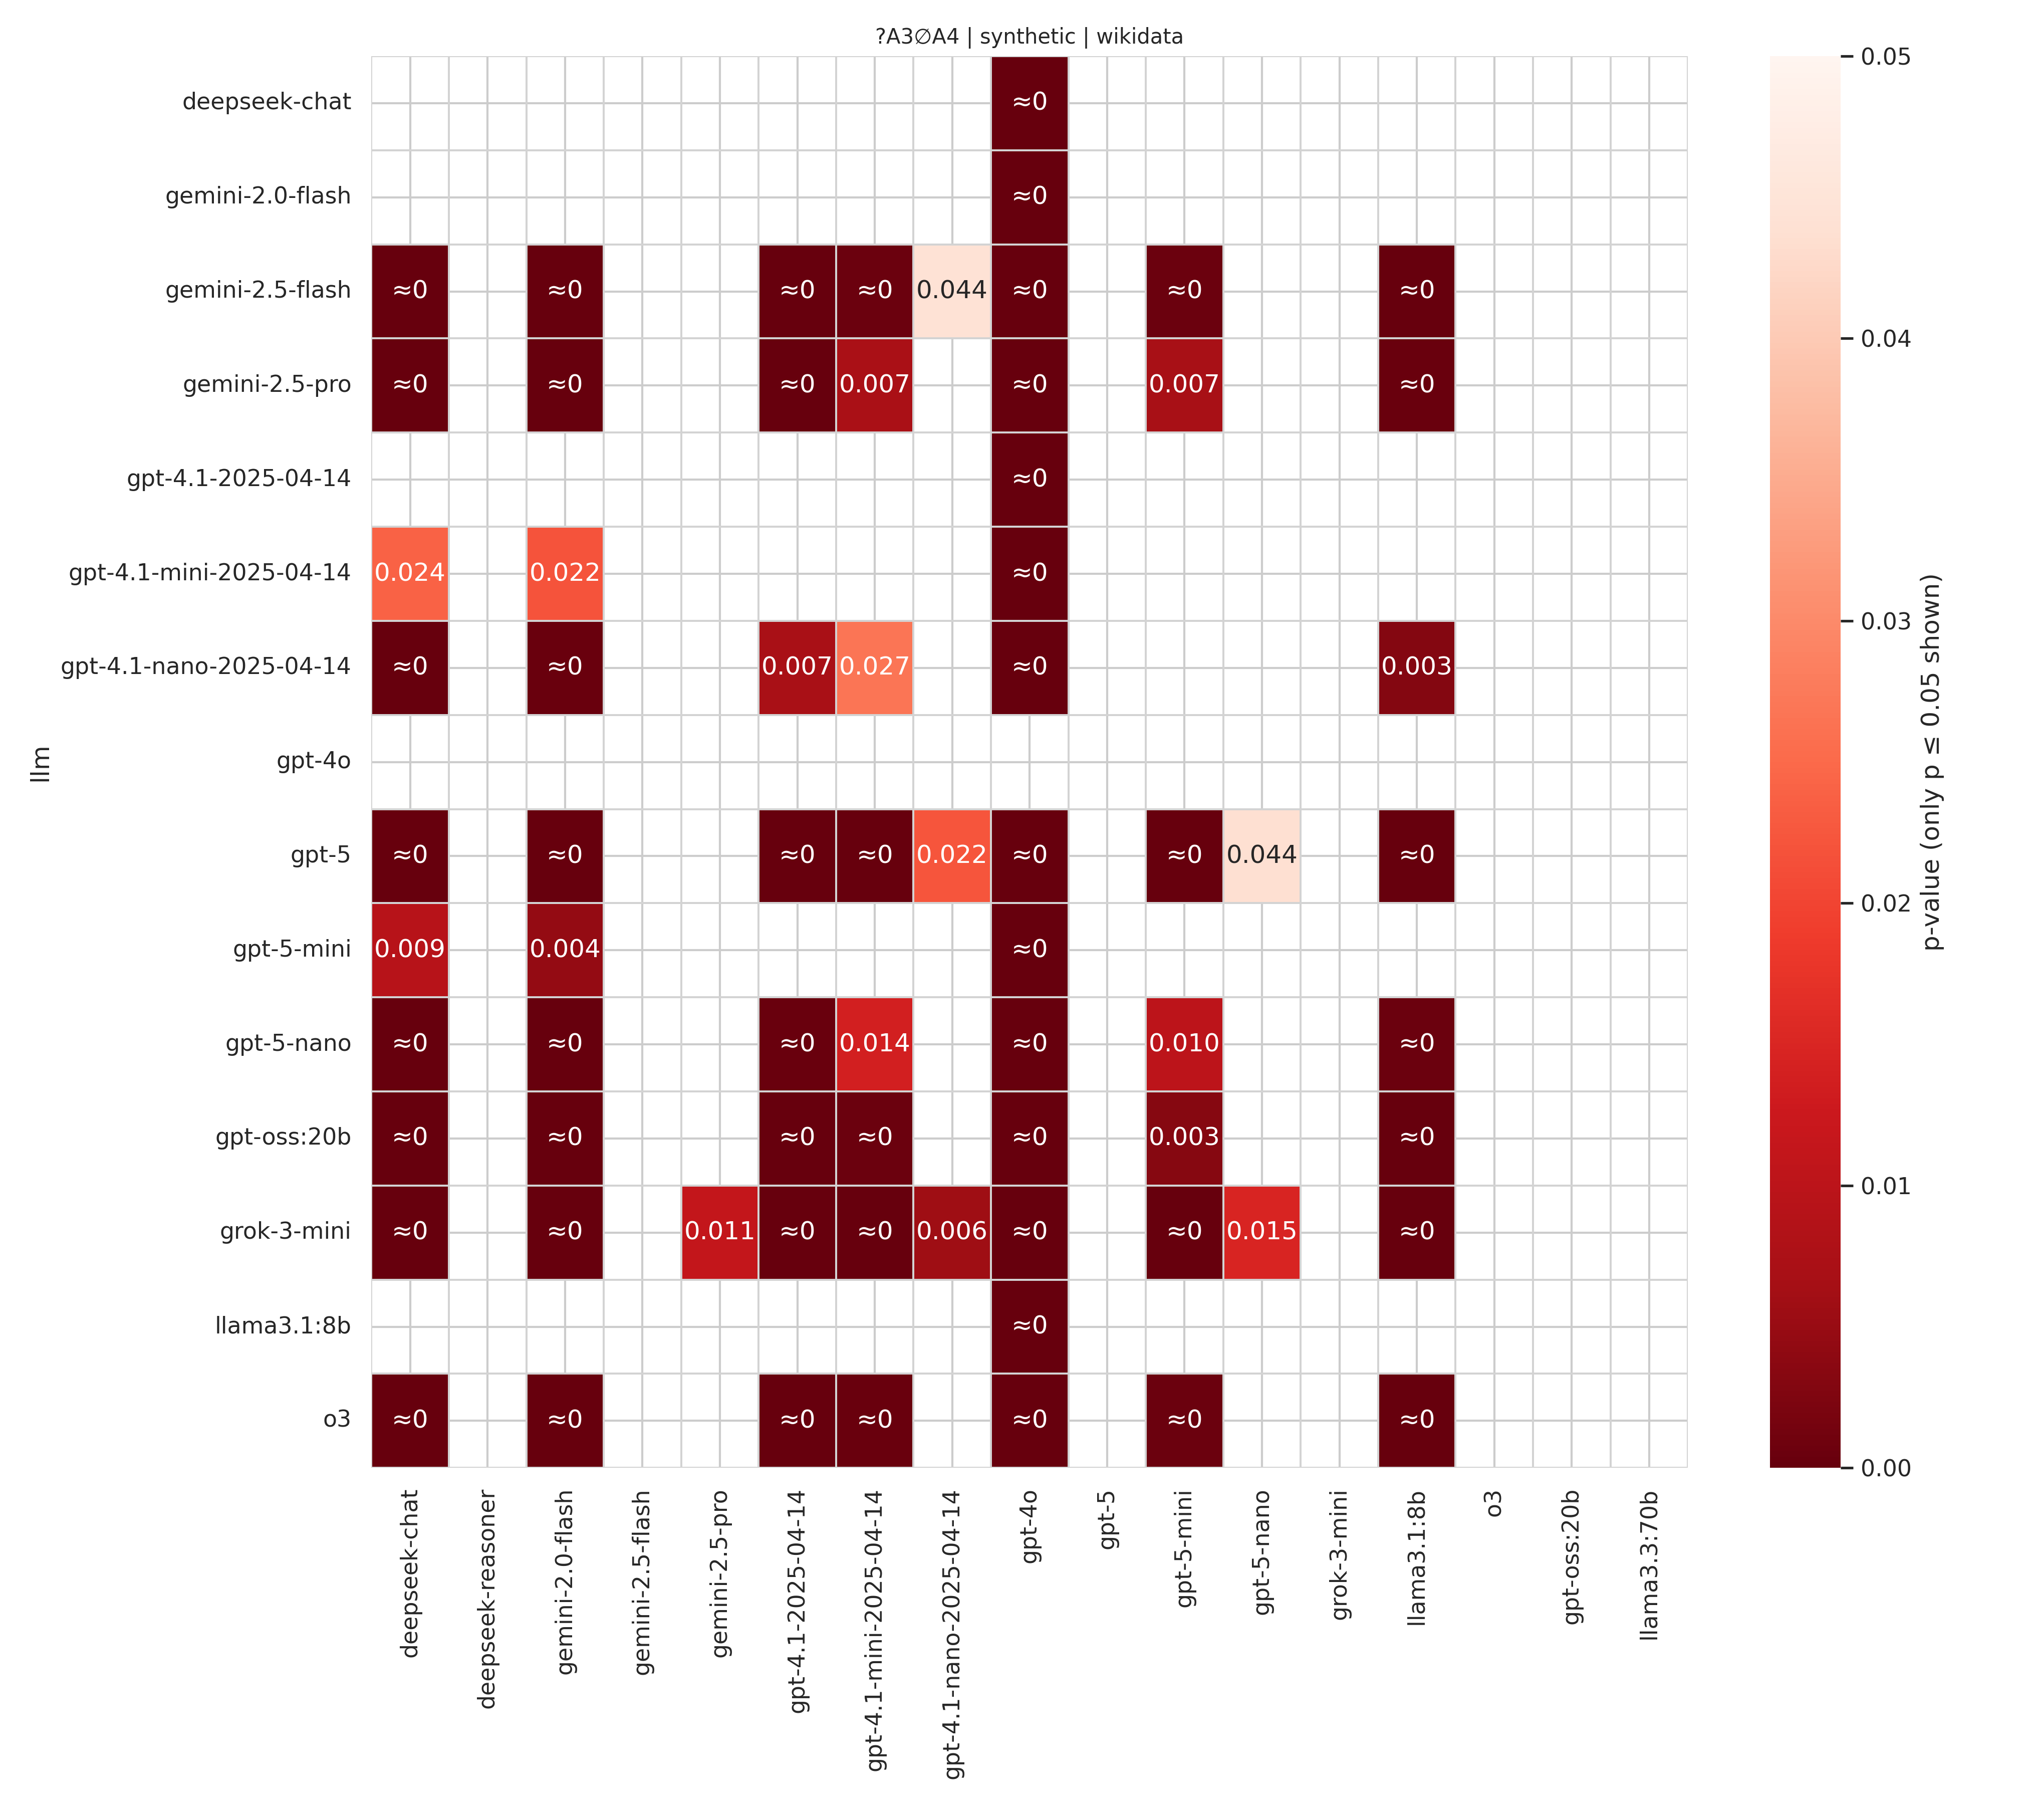 ?A3∅A4 | synthetic | wikidata
deepseek-chat ≈0
gemini-2.0-flash ≈0
gemini-2.5-flash ≈0 ≈0 ≈0 ≈0 0.044 ≈0 ≈0 ≈0
gemini-2.5-pro ≈0 ≈0 ≈0 0.007 ≈0 0.007 ≈0
gpt-4.1-2025-04-14 ≈0
gpt-4.1-mini-2025-04-14 0.024 0.022 ≈0
gpt-4.1-nano-2025-04-14 ≈0 ≈0 0.007 0.027 ≈0 0.003
gpt-4o
gpt-5 ≈0 ≈0 ≈0 ≈0 0.022 ≈0 ≈0 0.044 ≈0
gpt-5-mini 0.009 0.004 ≈0
gpt-5-nano ≈0 ≈0 ≈0 0.014 ≈0 0.010 ≈0
gpt-oss:20b ≈0 ≈0 ≈0 ≈0 ≈0 0.003 ≈0
grok-3-mini ≈0 ≈0 0.011 ≈0 ≈0 0.006 ≈0 ≈0 0.015 ≈0
llama3.1:8b ≈0
o3 ≈0 ≈0 ≈0 ≈0 ≈0 ≈0 ≈0
llm
deepseek-chat
deepseek-reasoner
gemini-2.0-flash
gemini-2.5-flash
gemini-2.5-pro
gpt-4.1-2025-04-14
gpt-4.1-mini-2025-04-14
gpt-4.1-nano-2025-04-14
gpt-4o
gpt-5
gpt-5-mini
gpt-5-nano
grok-3-mini
llama3.1:8b
o3
gpt-oss:20b
llama3.3:70b
0.05
0.04
0.03
0.02
0.01
0.00
p-value (only p ≤ 0.05 shown)